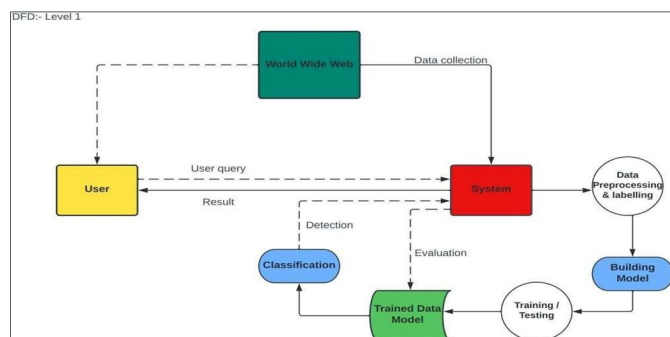 DFD:- Level 1
World Wide Web
Data collection
User query
User
System
Data
Preprocessing
& labelling
Result
Detection
Evaluation
Classification
Building
Model
Trained Data
Model
Training /
Testing